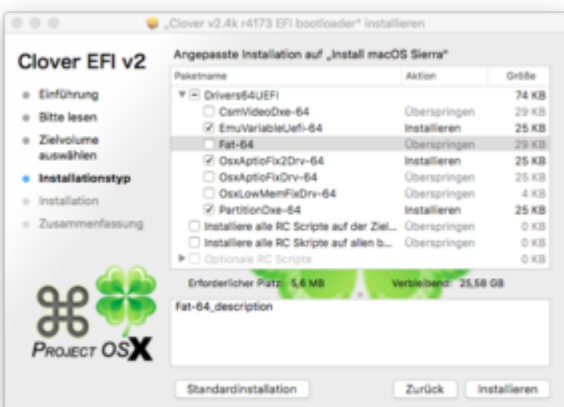 „Clover v2.4k r4173 EFI bootloader“ installieren
Clover EFI v2
Einführung
Bitte lesen
Zielvolume
auswählen
Installationstyp
Installation
Zusammenfassung
PROJECT OSX
Angepasste Installation auf „Install macOS Sierra“
Paketname Aktion Größe
Drivers64UEFI 74 KB
CsmVideoDxe-64 Überspringen 29 KB
EmuVariableUefi-64 Installieren 25 KB
Fat-64 Überspringen 29 KB
OsxAptioFix2Drv-64 Installieren 25 KB
OsxAptioFixDrv-64 Überspringen 25 KB
OsxLowMemFixDrv-64 Überspringen 4 KB
PartitionDxe-64 Installieren 25 KB
Installiere alle RC Scripte auf der Ziel... Überspringen 0 KB
Installiere alle RC Skripte auf allen b... Überspringen 0 KB
Optionale RC Scripte 0 KB
Erforderlicher Platz: 5,6 MB Verbleibend: 25,58 GB
Fat-64_description
Standardinstallation Zurück Installieren